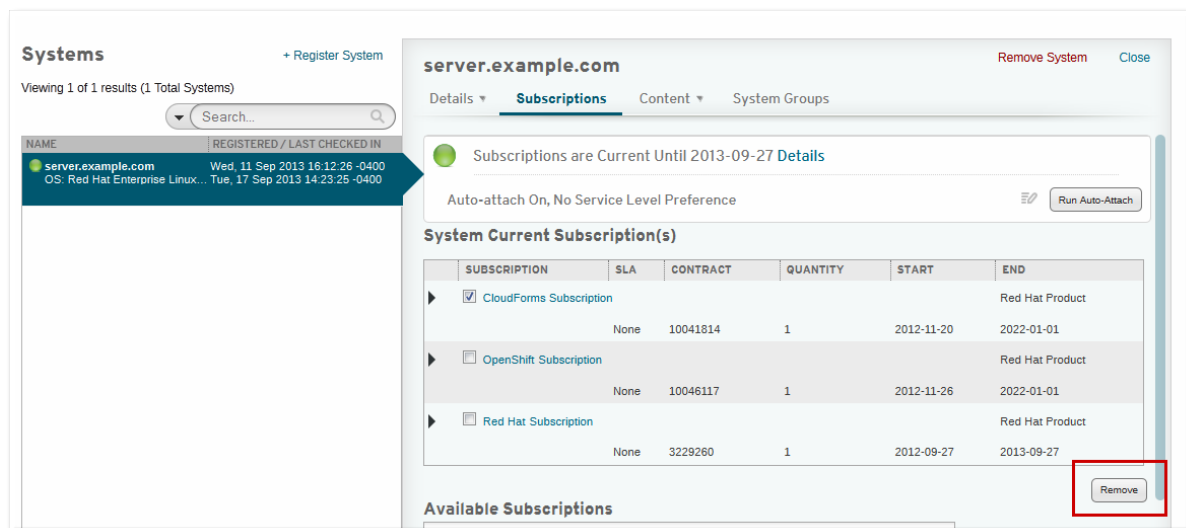 Systems
+ Register System
Viewing 1 of 1 results (1 Total Systems)
Search...
NAME REGISTERED / LAST CHECKED IN
server.example.com Wed, 11 Sep 2013 16:12:26 -0400
OS: Red Hat Enterprise Linux... Tue, 17 Sep 2013 14:23:25 -0400
server.example.com
Remove System Close
Details Subscriptions Content System Groups
Subscriptions are Current Until 2013-09-27 Details
Auto-attach On, No Service Level Preference
Run Auto-Attach
System Current Subscription(s)
SUBSCRIPTION SLA CONTRACT QUANTITY START END
CloudForms Subscription Red Hat Product
None 10041814 1 2012-11-20 2022-01-01
OpenShift Subscription Red Hat Product
None 10046117 1 2012-11-26 2022-01-01
Red Hat Subscription Red Hat Product
None 3229260 1 2012-09-27 2013-09-27
Remove
Available Subscriptions